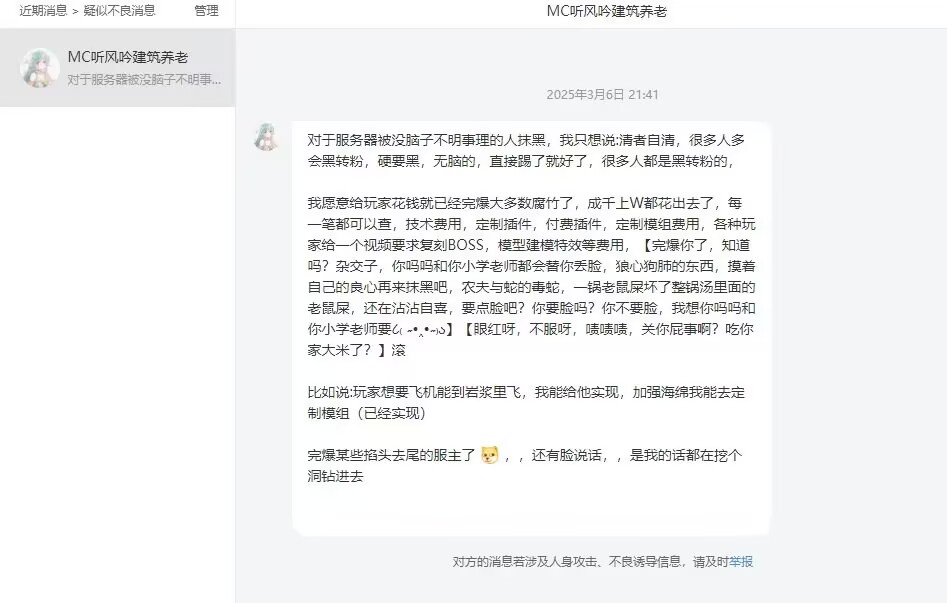 近期消息 > 疑似不良消息
管理
MC听风吟建筑养老
MC听风吟建筑养老
对于服务器被没脑子不明事...
2025年3月6日 21:41
对于服务器被没脑子不明事理的人抹黑，我只想说:清者自清，很多人多
会黑转粉，硬要黑，无脑的，直接踢了就好了，很多人都是黑转粉的，
我愿意给玩家花钱就已经完爆大多数腐竹了，成千上W都花出去了，每
一笔都可以查，技术费用，定制插件，付费插件，定制模组费用，各种玩
家给一个视频要求复刻BOSS，模型建模特效等费用，【完爆你了，知道
吗？杂交子，你吗吗和你小学老师都会替你丢脸，狼心狗肺的东西，摸着
自己的良心再来抹黑吧，农夫与蛇的毒蛇，一锅老鼠屎坏了整锅汤里面的
老鼠屎，还在沾沾自喜，要点脸吧？你要脸吗？你不要脸，我想你吗吗和
你小学老师要૮₍ ˶•‸•˶₎ა】【眼红呀，不服呀，啧啧啧，关你屁事啊？吃你
家大米了？】滚
比如说:玩家想要飞机能到岩浆里飞，我能给他实现，加强海绵我能去定
制模组（已经实现）
完爆某些掐头去尾的服主了，，还有脸说话，，是我的话都在挖个
洞钻进去
对方的消息若涉及人身攻击、不良诱导信息，请及时举报